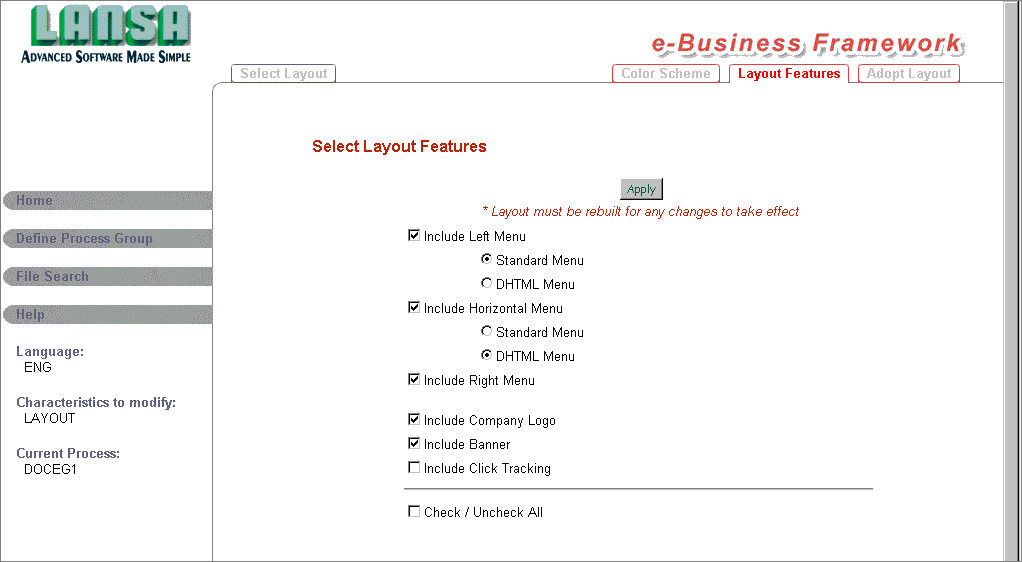 LANSA
ADVANCED SOFTWARE MADE SIMPLE
e-Business Framework
Select Layout
Color Scheme
Layout Features
Adopt Layout
Select Layout Features
Apply
* Layout must be rebuilt for any changes to take effect
Home
Define Process Group
File Search
Help
Language:
ENG
Characteristics to modify:
LAYOUT
Current Process:
DOCEG1
Include Left Menu
Standard Menu
DHTML Menu
Include Horizontal Menu
Standard Menu
DHTML Menu
Include Right Menu
Include Company Logo
Include Banner
Include Click Tracking
Check / Uncheck All